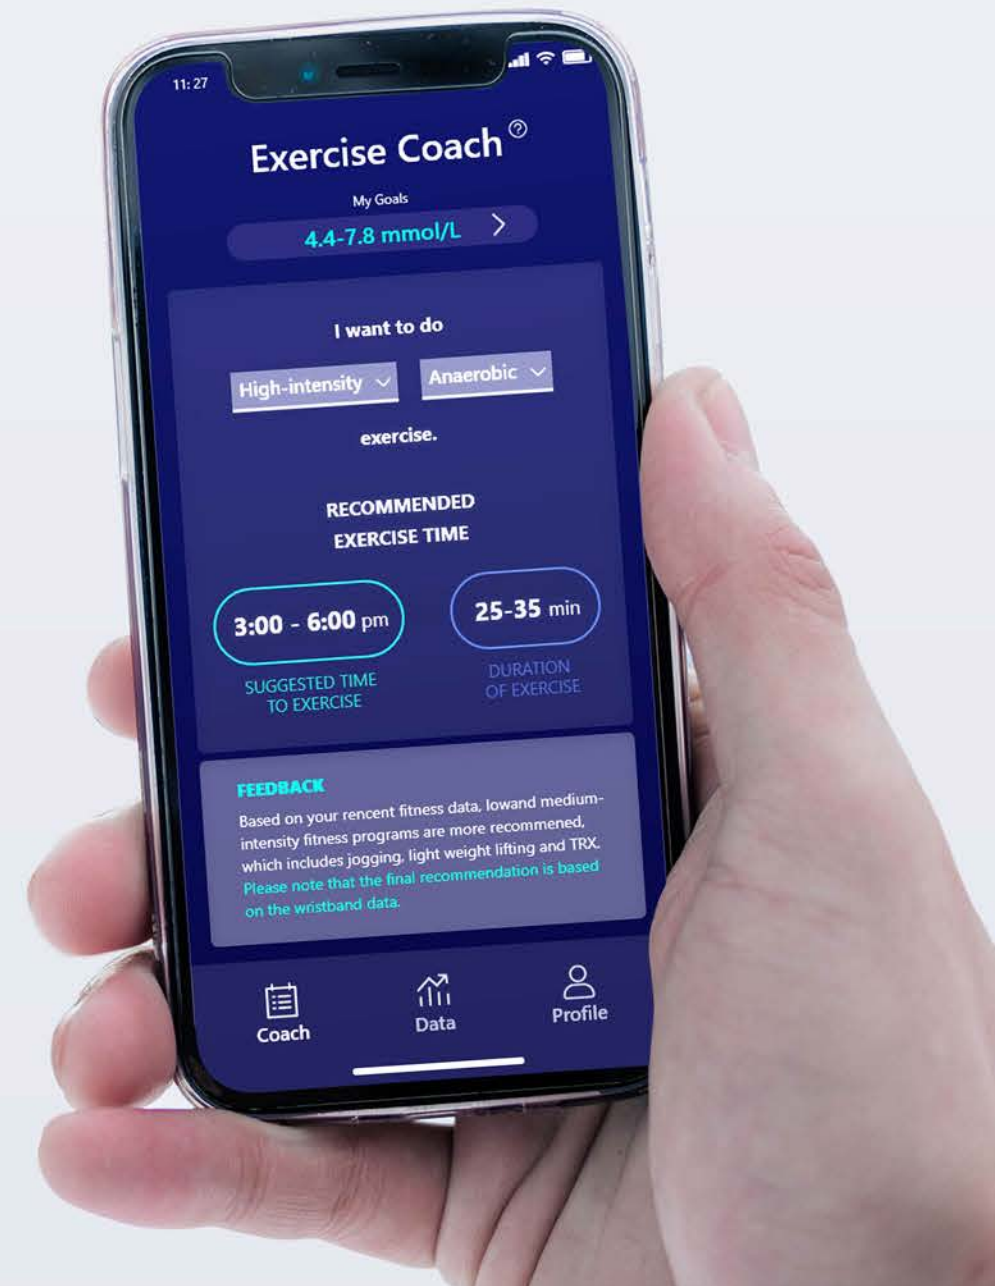 11:27
Exercise Coach ?
My Goals
4.4-7.8 mmol/L
I want to do
High-intensity
Anaerobic
exercise.
RECOMMENDED
EXERCISE TIME
3:00 - 6:00 pm
25-35 min
SUGGESTED TIME
TO EXERCISE
DURATION
OF EXERCISE
FEEDBACK
Based on your rencent fitness data, lowand medium-
intensity fitness programs are more recommened,
which includes jogging, light weight lifting and TRX.
Please note that the final recommendation is based
on the wristband data.
Coach
Data
Profile